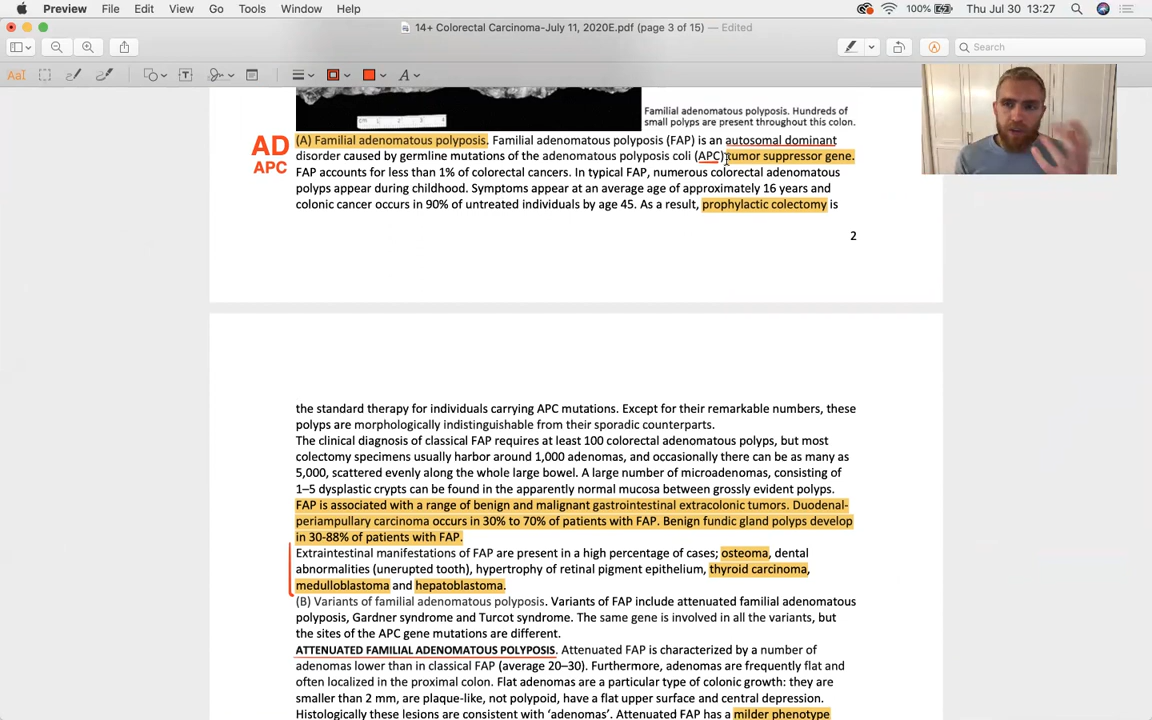 Preview File Edit View Go Tools Window Help 100% Thu Jul 30 13:27
14+ Colorectal Carcinoma-July 11, 2020E.pdf (page 3 of 15) — Edited
Search
AaI
A
Familial adenomatous polyposis. Hundreds of
small polyps are present throughout this colon.
AD
APC
(A) Familial adenomatous polyposis. Familial adenomatous polyposis (FAP) is an autosomal dominant
disorder caused by germline mutations of the adenomatous polyposis coli (APC) tumor suppressor gene.
FAP accounts for less than 1% of colorectal cancers. In typical FAP, numerous colorectal adenomatous
polyps appear during childhood. Symptoms appear at an average age of approximately 16 years and
colonic cancer occurs in 90% of untreated individuals by age 45. As a result, prophylactic colectomy is
2
the standard therapy for individuals carrying APC mutations. Except for their remarkable numbers, these
polyps are morphologically indistinguishable from their sporadic counterparts.
The clinical diagnosis of classical FAP requires at least 100 colorectal adenomatous polyps, but most
colectomy specimens usually harbor around 1,000 adenomas, and occasionally there can be as many as
5,000, scattered evenly along the whole large bowel. A large number of microadenomas, consisting of
1–5 dysplastic crypts can be found in the apparently normal mucosa between grossly evident polyps.
FAP is associated with a range of benign and malignant gastrointestinal extracolonic tumors. Duodenal-
periampullary carcinoma occurs in 30% to 70% of patients with FAP. Benign fundic gland polyps develop
in 30-88% of patients with FAP.
Extraintestinal manifestations of FAP are present in a high percentage of cases; osteoma, dental
abnormalities (unerupted tooth), hypertrophy of retinal pigment epithelium, thyroid carcinoma,
medulloblastoma and hepatoblastoma.
(B) Variants of familial adenomatous polyposis. Variants of FAP include attenuated familial adenomatous
polyposis, Gardner syndrome and Turcot syndrome. The same gene is involved in all the variants, but
the sites of the APC gene mutations are different.
ATTENUATED FAMILIAL ADENOMATOUS POLYPOSIS. Attenuated FAP is characterized by a number of
adenomas lower than in classical FAP (average 20–30). Furthermore, adenomas are frequently flat and
often localized in the proximal colon. Flat adenomas are a particular type of colonic growth: they are
smaller than 2 mm, are plaque-like, not polypoid, have a flat upper surface and central depression.
Histologically these lesions are consistent with ‘adenomas’. Attenuated FAP has a milder phenotype